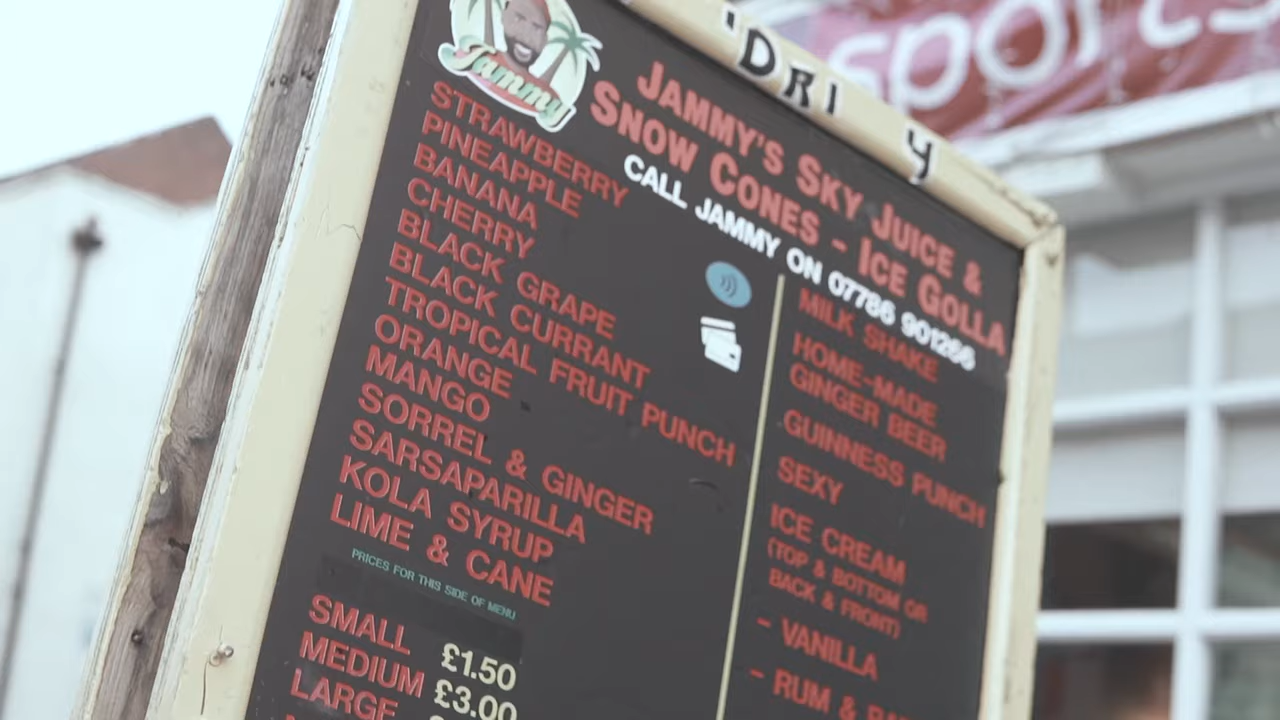 sports
'DRI Y
Jammy
JAMMY'S SKY JUICE &
SNOW CONES - ICE GOLLA
CALL JAMMY ON 07786 901266
STRAWBERRY
PINEAPPLE
BANANA
CHERRY
BLACK GRAPE
BLACK CURRANT
TROPICAL FRUIT PUNCH
ORANGE
MANGO
SORREL & GINGER
SARSAPARILLA
KOLA SYRUP
LIME & CANE
PRICES FOR THIS SIDE OF MENU
SMALL £1.50
MEDIUM £3.00
LARGE
MILK SHAKE
HOME-MADE
GINGER BEER
GUINNESS PUNCH
SEXY
ICE CREAM
(TOP & BOTTOM OR
BACK & FRONT)
- VANILLA
- RUM &